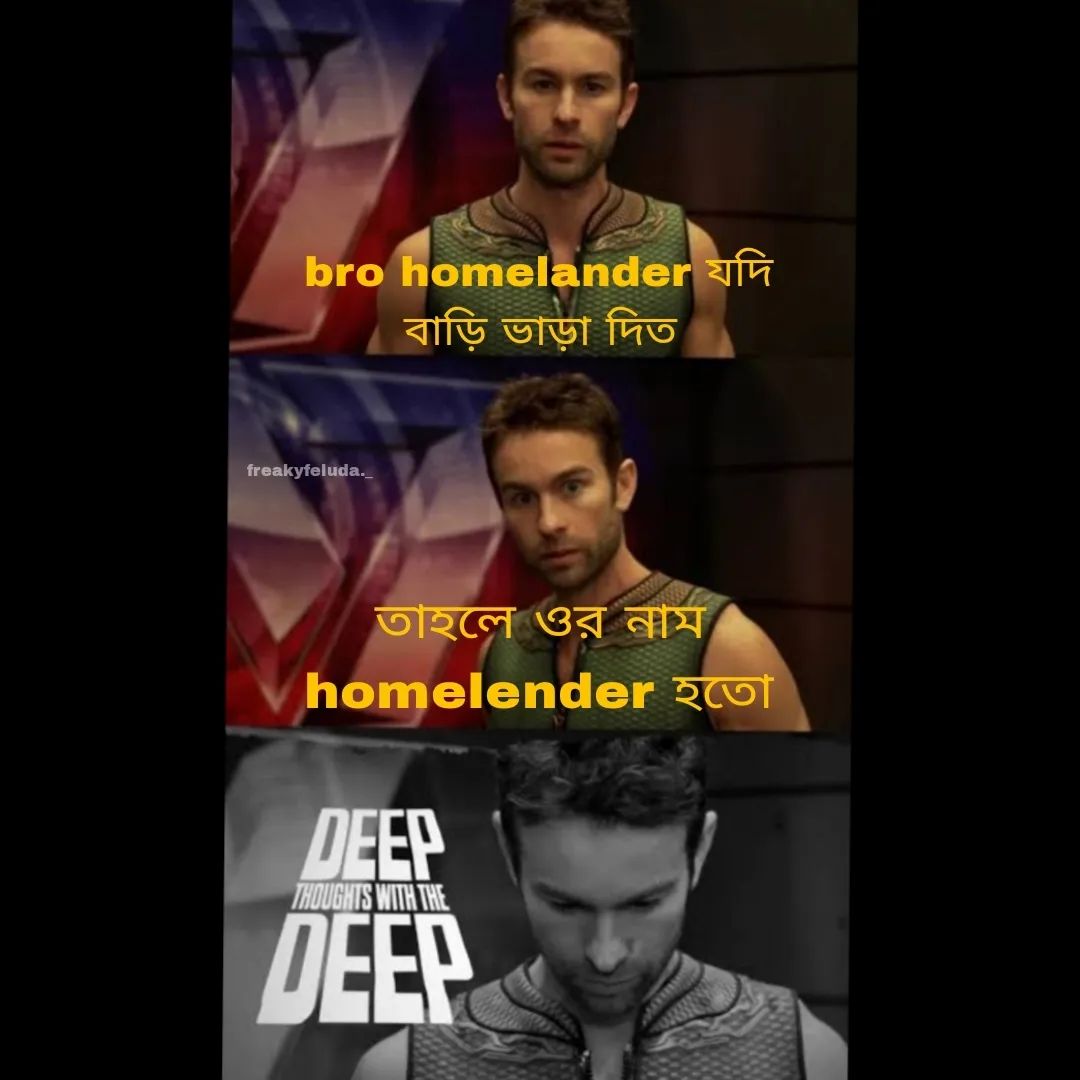 bro homelander যদি
বাড়ি ভাড়া দিত
freakyfeluda._
তাহলে ওর নাম
homelender হতো
DEEP
THOUGHTS WITH THE
DEEP